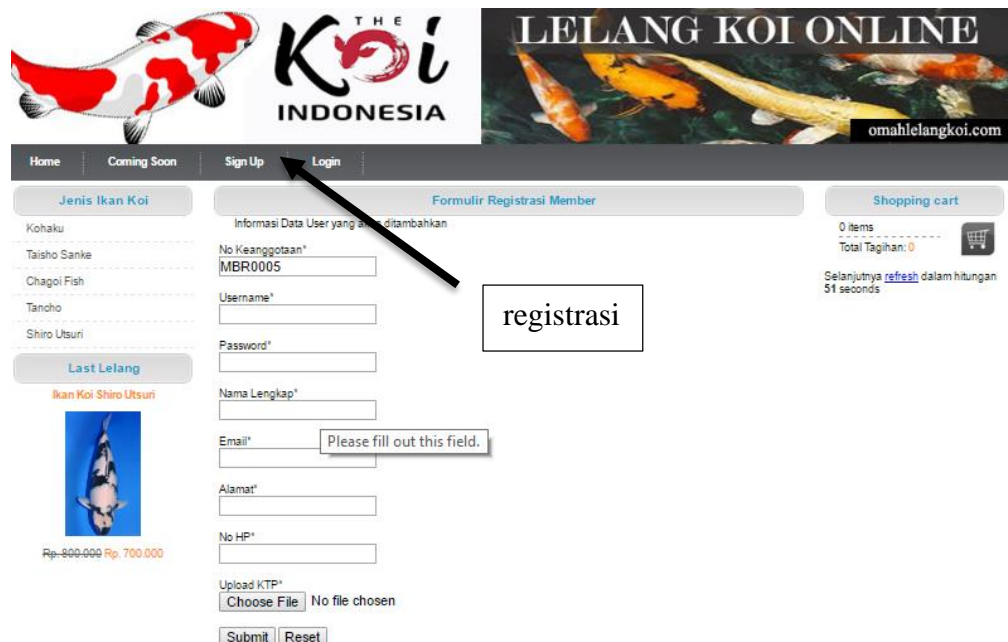 THE
Koi
INDONESIA
LELANG KOI ONLINE
omahlelangkoi.com
Home Coming Soon Sign Up Login
Jenis Ikan Koi
Kohaku
Taisho Sanke
Chagoi Fish
Tancho
Shiro Utsuri
Last Lelang
Ikan Koi Shiro Utsuri
Rp. 800.000 Rp. 700.000
Formulir Registrasi Member
Informasi Data User yang ditambahkan
No Keanggotaan*
MBR0005
Username*
Password*
Nama Lengkap*
Email*
Please fill out this field.
Alamat*
No HP*
Upload KTP*
Choose File No file chosen
Submit Reset
registrasi
Shopping cart
0 items
Total Tagihan: 0
Selanjutnya refresh dalam hitungan
51 seconds